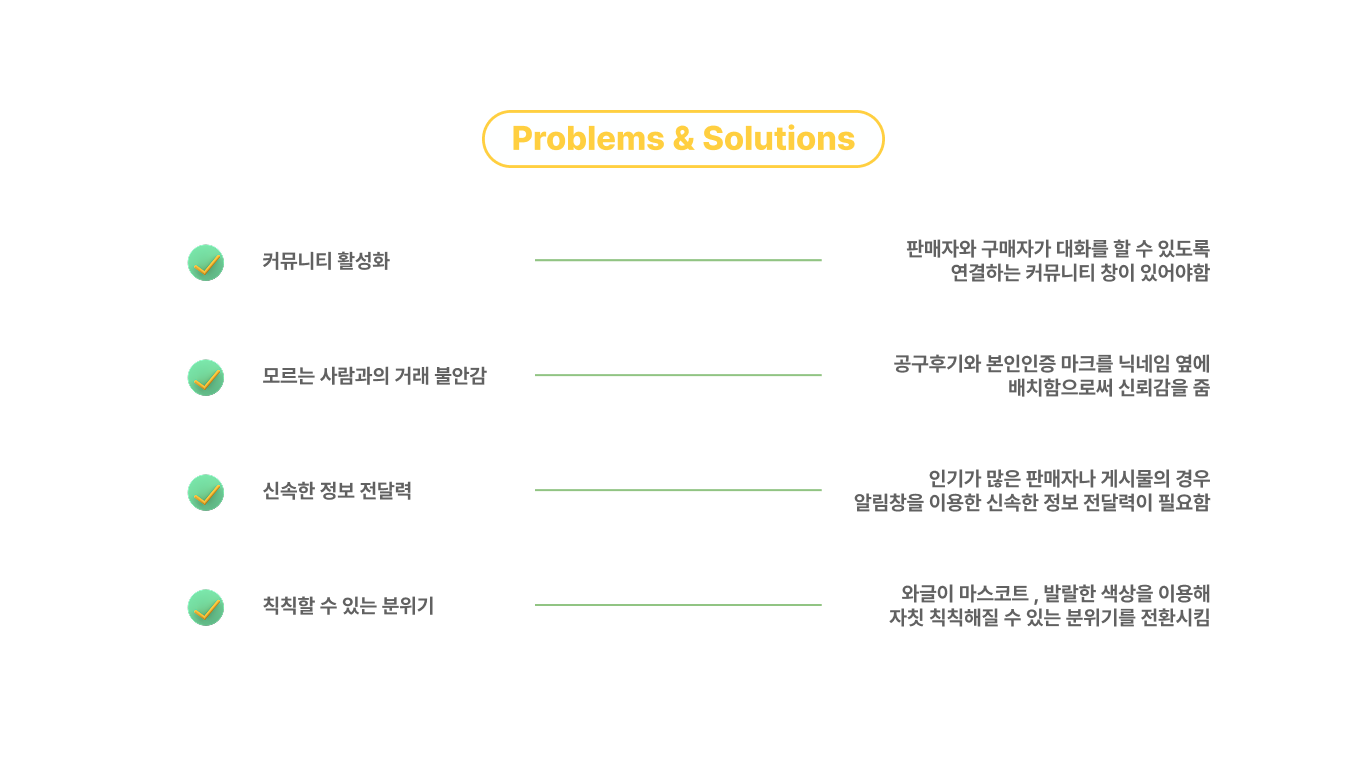 Problems & Solutions
커뮤니티 활성화
판매자와 구매자가 대화를 할 수 있도록
연결하는 커뮤니티 창이 있어야함
모르는 사람과의 거래 불안감
공구후기와 본인인증 마크를 닉네임 옆에
배치함으로써 신뢰감을 줌
신속한 정보 전달력
인기가 많은 판매자나 게시물의 경우
알림창을 이용한 신속한 정보 전달력이 필요함
칙칙할 수 있는 분위기
와글이 마스코트 , 발랄한 색상을 이용해
자칫 칙칙해질 수 있는 분위기를 전환시킴